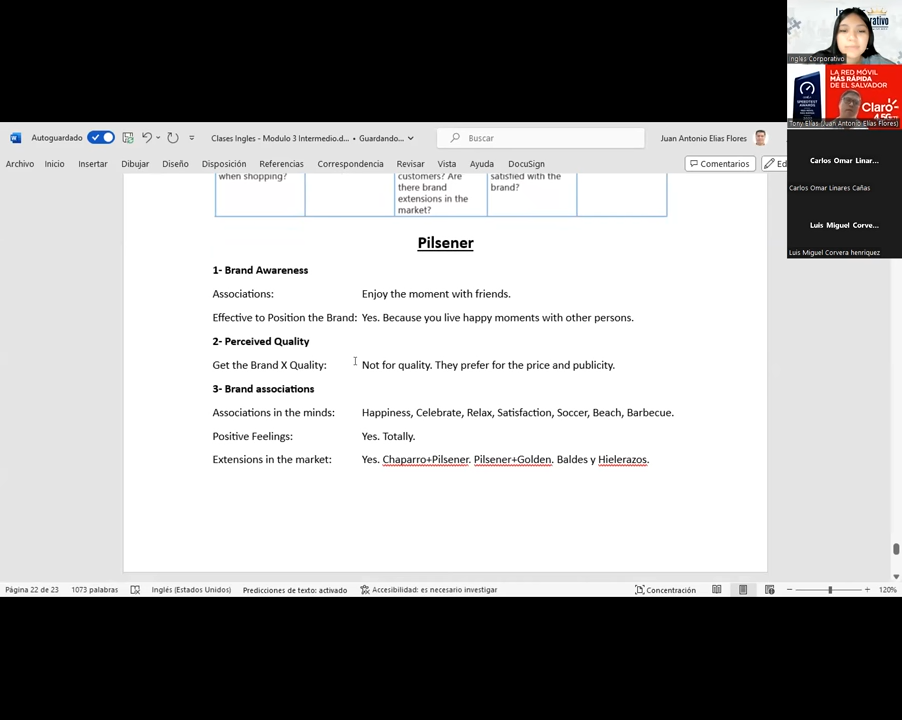 Autoguardado
Clases Ingles - Modulo 3 Intermedio.d... • Guardando...
Buscar
Juan Antonio Elias Flores
Archivo Inicio Insertar Dibujar Diseño Disposición Referencias Correspondencia Revisar Vista Ayuda DocuSign Comentarios Ed
when shopping?
customers? Are there brand extensions in the market?
satisfied with the brand?
Pilsener
1- Brand Awareness
Associations: Enjoy the moment with friends.
Effective to Position the Brand: Yes. Because you live happy moments with other persons.
2- Perceived Quality
Get the Brand X Quality: Not for quality. They prefer for the price and publicity.
3- Brand associations
Associations in the minds: Happiness, Celebrate, Relax, Satisfaction, Soccer, Beach, Barbecue.
Positive Feelings: Yes. Totally.
Extensions in the market: Yes. Chaparro+Pilsener. Pilsener+Golden. Baldes y Hielerazos.
Página 22 de 23 1073 palabras Inglés (Estados Unidos) Predicciones de texto: activado Accesibilidad: es necesario investigar Concentración 120%
Ingles Corporativo
LA RED MÓVIL
MÁS RÁPIDA
DE EL SALVADOR
Claro
Tony Elias (Juan Antonio Elias Flores)
Carlos Omar Linar...
Carlos Omar Linares Cañas
Luis Miguel Corve...
Luis Miguel Corvera henriquez